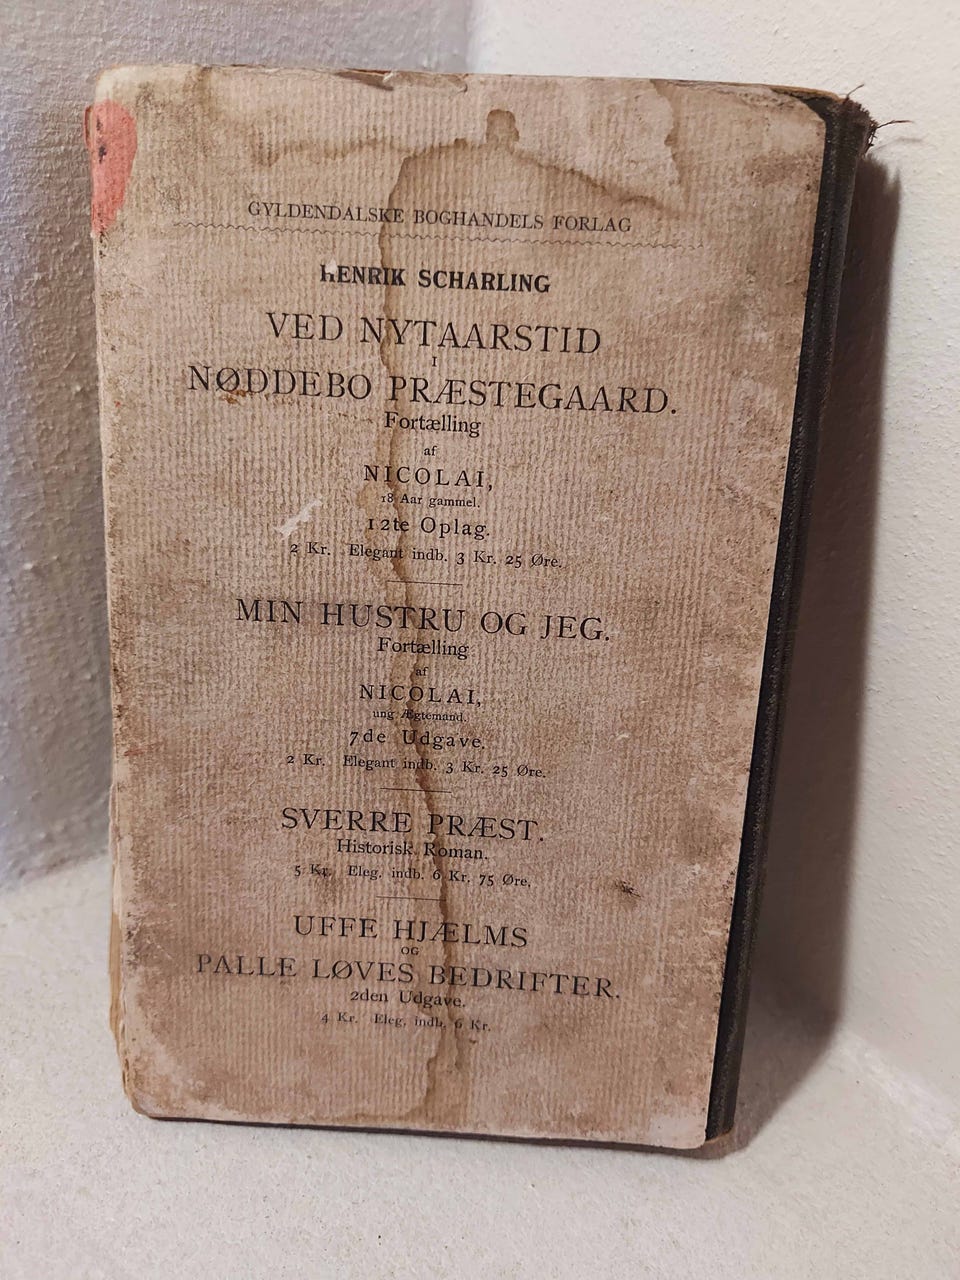 GYLDENDALSKE BOGHANDELS FORLAG
HENRIK SCHARLING
VED NYTAARSTID
I
NØDDEBO PRÆSTEGAARD.
Fortælling
af
NICOLAI,
18 Aar gammel.
12te Oplag.
2 Kr. Elegant indb. 3 Kr. 25 Øre.
MIN HUSTRU OG JEG.
Fortælling
af
NICOLAI,
ung Ægtemand.
7de Udgave.
2 Kr. Elegant indb. 3 Kr. 25 Øre.
SVERRE PRÆST.
Historisk Roman.
5 Kr. Eleg. indb. 6 Kr. 75 Øre.
UFFE HJÆLMS
OG
PALLE LØVES BEDRIFTER.
2den Udgave.
4 Kr. Eleg. indb. 6 Kr.